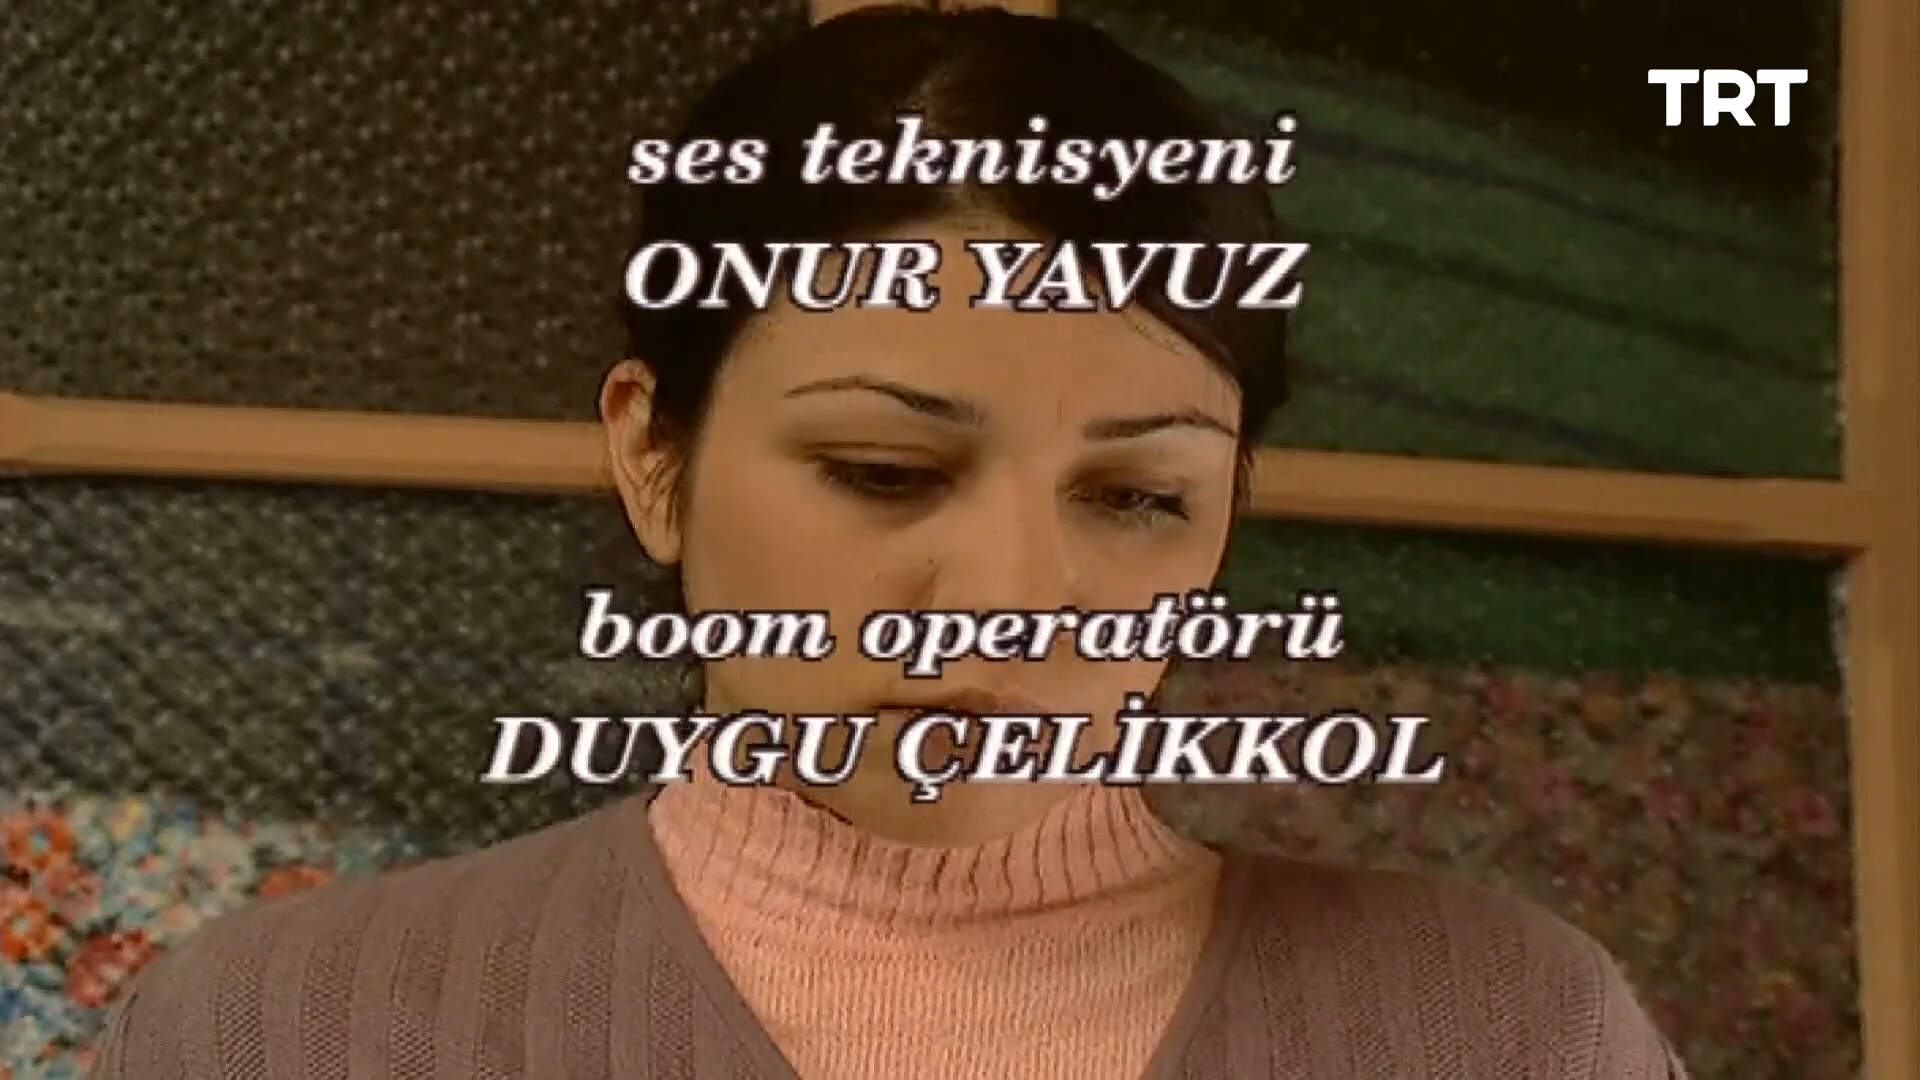 TRT
ses teknisyeni
ONUR YAVUZ
boom operatörü
DUYGU ÇELİKKOL